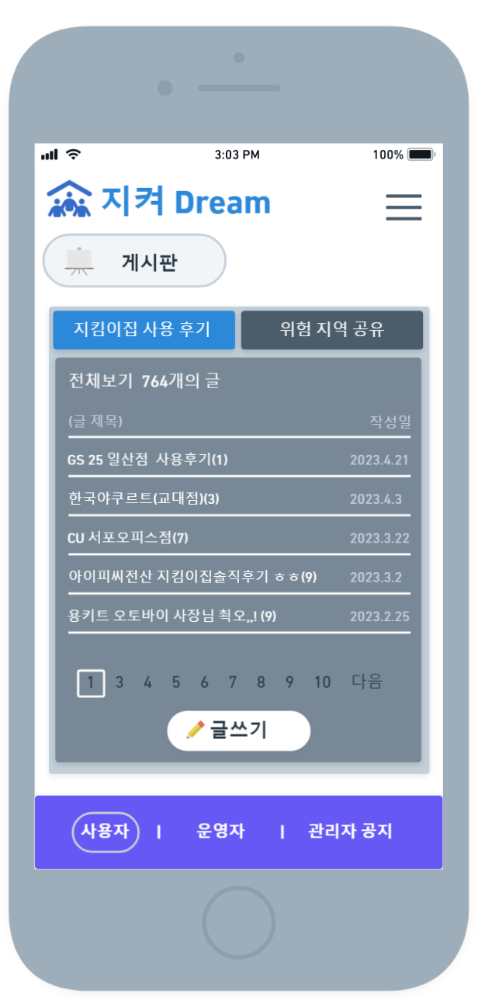 3:03 PM 100%
지켜 Dream
게시판
지킴이집 사용 후기 위험 지역 공유
전체보기 764개의 글
(글 제목) 작성일
GS 25 일산점 사용후기(1) 2023.4.21
한국야쿠르트(교대점)(3) 2023.4.3
CU 서포오피스점(7) 2023.3.22
아이피씨전산 지킴이집솔직후기 ㅎㅎ(9) 2023.3.2
용키트 오토바이 사장님 최오,,! (9) 2023.2.25
1 3 4 5 6 7 8 9 10 다음
글쓰기
사용자 | 운영자 | 관리자 공지